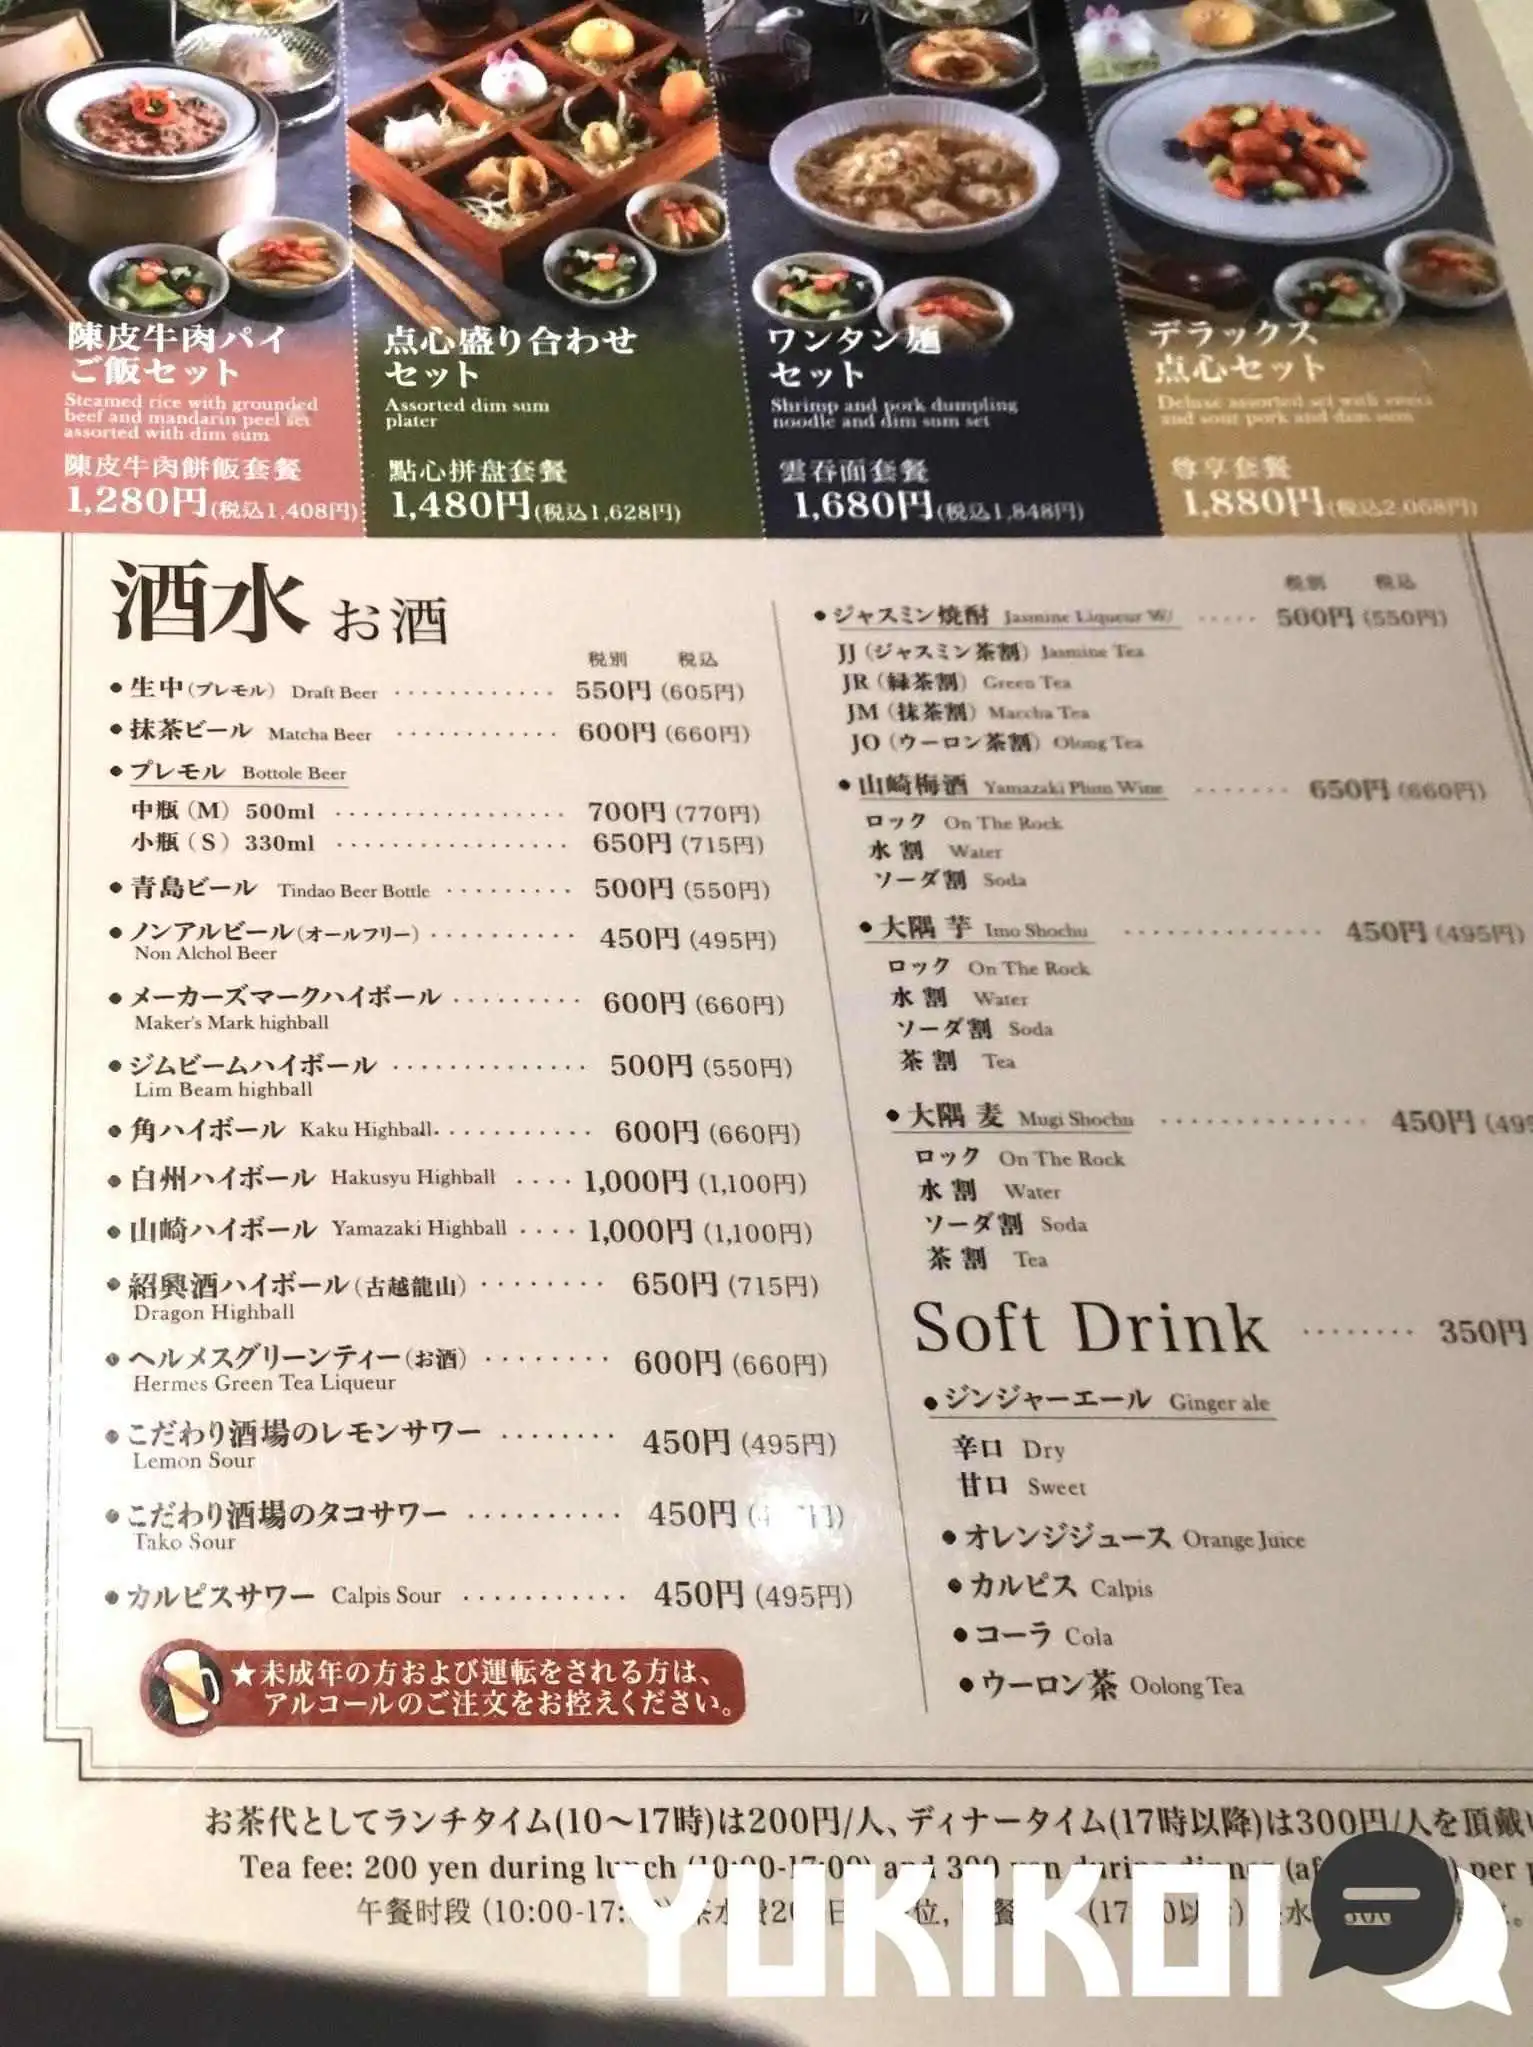 陳皮牛肉パイ
ご飯セット
Steamed rice with grounded
beef and mandarin peel set
assorted with dim sum
陳皮牛肉餅飯套餐
1,280円(税込1,408円)
点心盛り合わせ
セット
Assorted dim sum
plater
點心拼盘套餐
1,480円(税込1,628円)
ワンタン麺
セット
Shrimp and pork dumpling
noodle and dim sum set
雲吞面套餐
1,680円(税込1,848円)
デラックス
点心セット
Deluxe assorted set with sweet
and sour pork and dim sum
尊享套餐
1,880円(税込2,068円)
酒水 お酒
税別 税込
●生中(プレモル) Draft Beer ············ 550円 (605円)
●抹茶ビール Matcha Beer ············ 600円 (660円)
●プレモル Bottole Beer
中瓶(M) 500ml ················· 700円 (770円)
小瓶(S) 330ml ················· 650円 (715円)
●青島ビール Tindao Beer Bottle ········· 500円 (550円)
●ノンアルビール(オールフリー) ·········· 450円 (495円)
Non Alchol Beer
●メーカーズマークハイボール ········· 600円 (660円)
Maker's Mark highball
●ジムビームハイボール ·············· 500円 (550円)
Lim Beam highball
●角ハイボール Kaku Highball············ 600円 (660円)
●白州ハイボール Hakusyu Highball ···· 1,000円 (1,100円)
●山崎ハイボール Yamazaki Highball ···· 1,000円 (1,100円)
●紹興酒ハイボール(古越龍山) ········ 650円 (715円)
Dragon Highball
●ヘルメスグリーンティー(お酒) ········ 600円 (660円)
Hermes Green Tea Liqueur
●こだわり酒場のレモンサワー ········ 450円 (495円)
Lemon Sour
●こだわり酒場のタコサワー ·········· 450円
Tako Sour
●カルピスサワー Calpis Sour ··········· 450円 (495円)
★未成年の方および運転をされる方は、
アルコールのご注文をお控えください。
税別 税込
●ジャスミン焼酎 Jasmine Liqueur W/ ····· 500円 (550円)
JJ (ジャスミン茶割) Jasmine Tea
JR (緑茶割) Green Tea
JM (抹茶割) Maccha Tea
JO (ウーロン茶割) Olong Tea
●山崎梅酒 Yamazaki Plum Wine ······· 650円 (660円)
ロック On The Rock
水割 Water
ソーダ割 Soda
●大隅 芋 Imo Shochu ·············· 450円 (495円)
ロック On The Rock
水割 Water
ソーダ割 Soda
茶割 Tea
●大隅 麦 Mugi Shochu ·············· 450円 (495
ロック On The Rock
水割 Water
ソーダ割 Soda
茶割 Tea
Soft Drink ········ 350円
●ジンジャーエール Ginger ale
辛口 Dry
甘口 Sweet
●オレンジジュース Orange Juice
●カルピス Calpis
●コーラ Cola
●ウーロン茶 Oolong Tea
お茶代としてランチタイム(10〜17時)は200円/人、ディナータイム(17時以降)は300円/人を頂戴
Tea fee: 200 yen during lunch (10:00-17:00) and 300 yen during dinner per
午餐时段 (10:00-17:
YUKIKOI